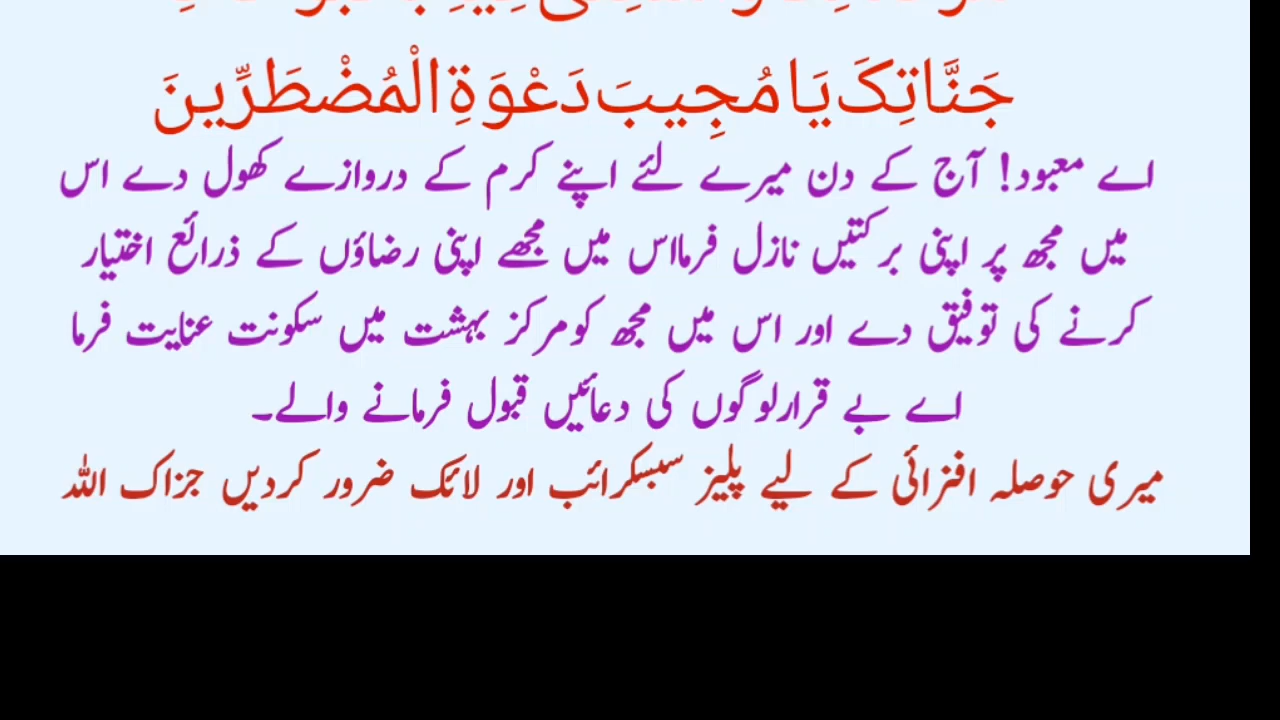 جَنَّاتِکَ یَا مُجِیبَ دَعْوَۃِ الْمُضْطَرِّینَ
اے معبود! آج کے دن میرے لئے اپنے کرم کے دروازے کھول دے اس
میں مجھ پر اپنی برکتیں نازل فرمااس میں مجھے اپنی رضاؤں کے ذرائع اختیار
کرنے کی توفیق دے اور اس میں مجھ کومرکز بہشت میں سکونت عنایت فرما
اے بے قرارلوگوں کی دعائیں قبول فرمانے والے۔
میری حوصلہ افزائی کے لیے پلیز سبسکرائب اور لائک ضرور کردیں جزاک اللہ